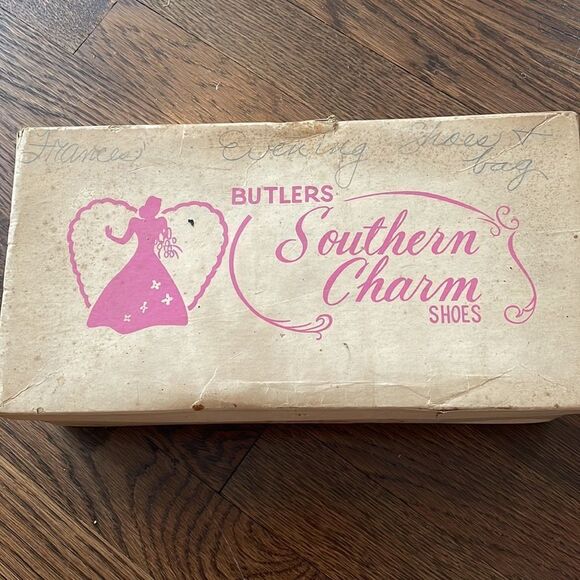 Frances' Evening Shoes +
bag
BUTLERS
Southern
Charm
SHOES